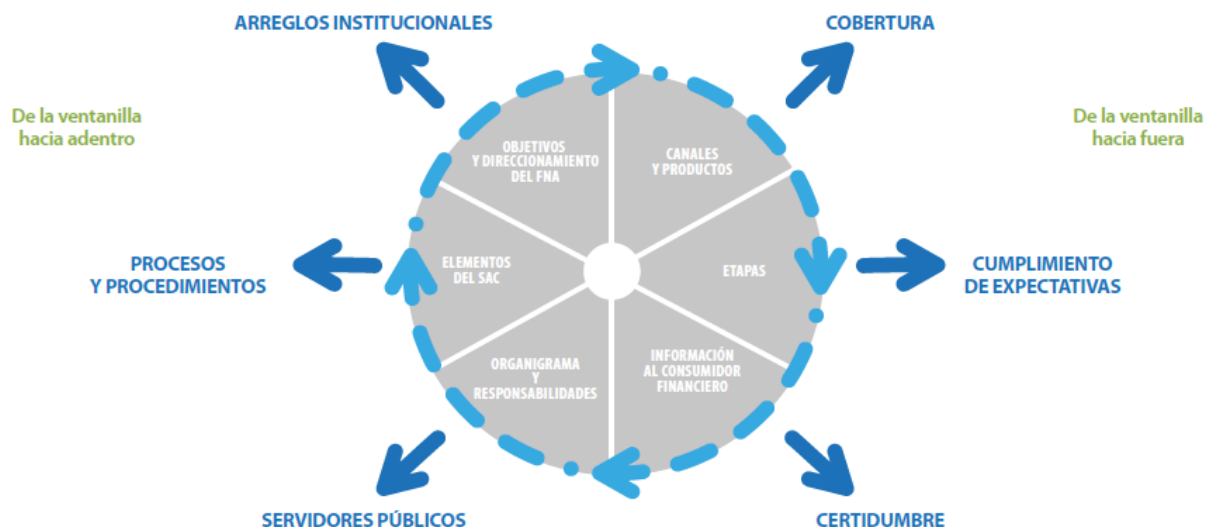 ARREGLOS INSTITUCIONALES
COBERTURA
De la ventanilla
hacia adentro
De la ventanilla
hacia fuera
OBJETIVOS
Y DIRECCIONAMIENTO
DEL FNA
CANALES
Y PRODUCTOS
PROCESOS
Y PROCEDIMIENTOS
ELEMENTOS
DEL SAC
ETAPAS
CUMPLIMIENTO
DE EXPECTATIVAS
ORGANIGRAMA
Y
RESPONSABILIDADES
INFORMACIÓN
AL CONSUMIDOR
FINANCIERO
SERVIDORES PÚBLICOS
CERTIDUMBRE